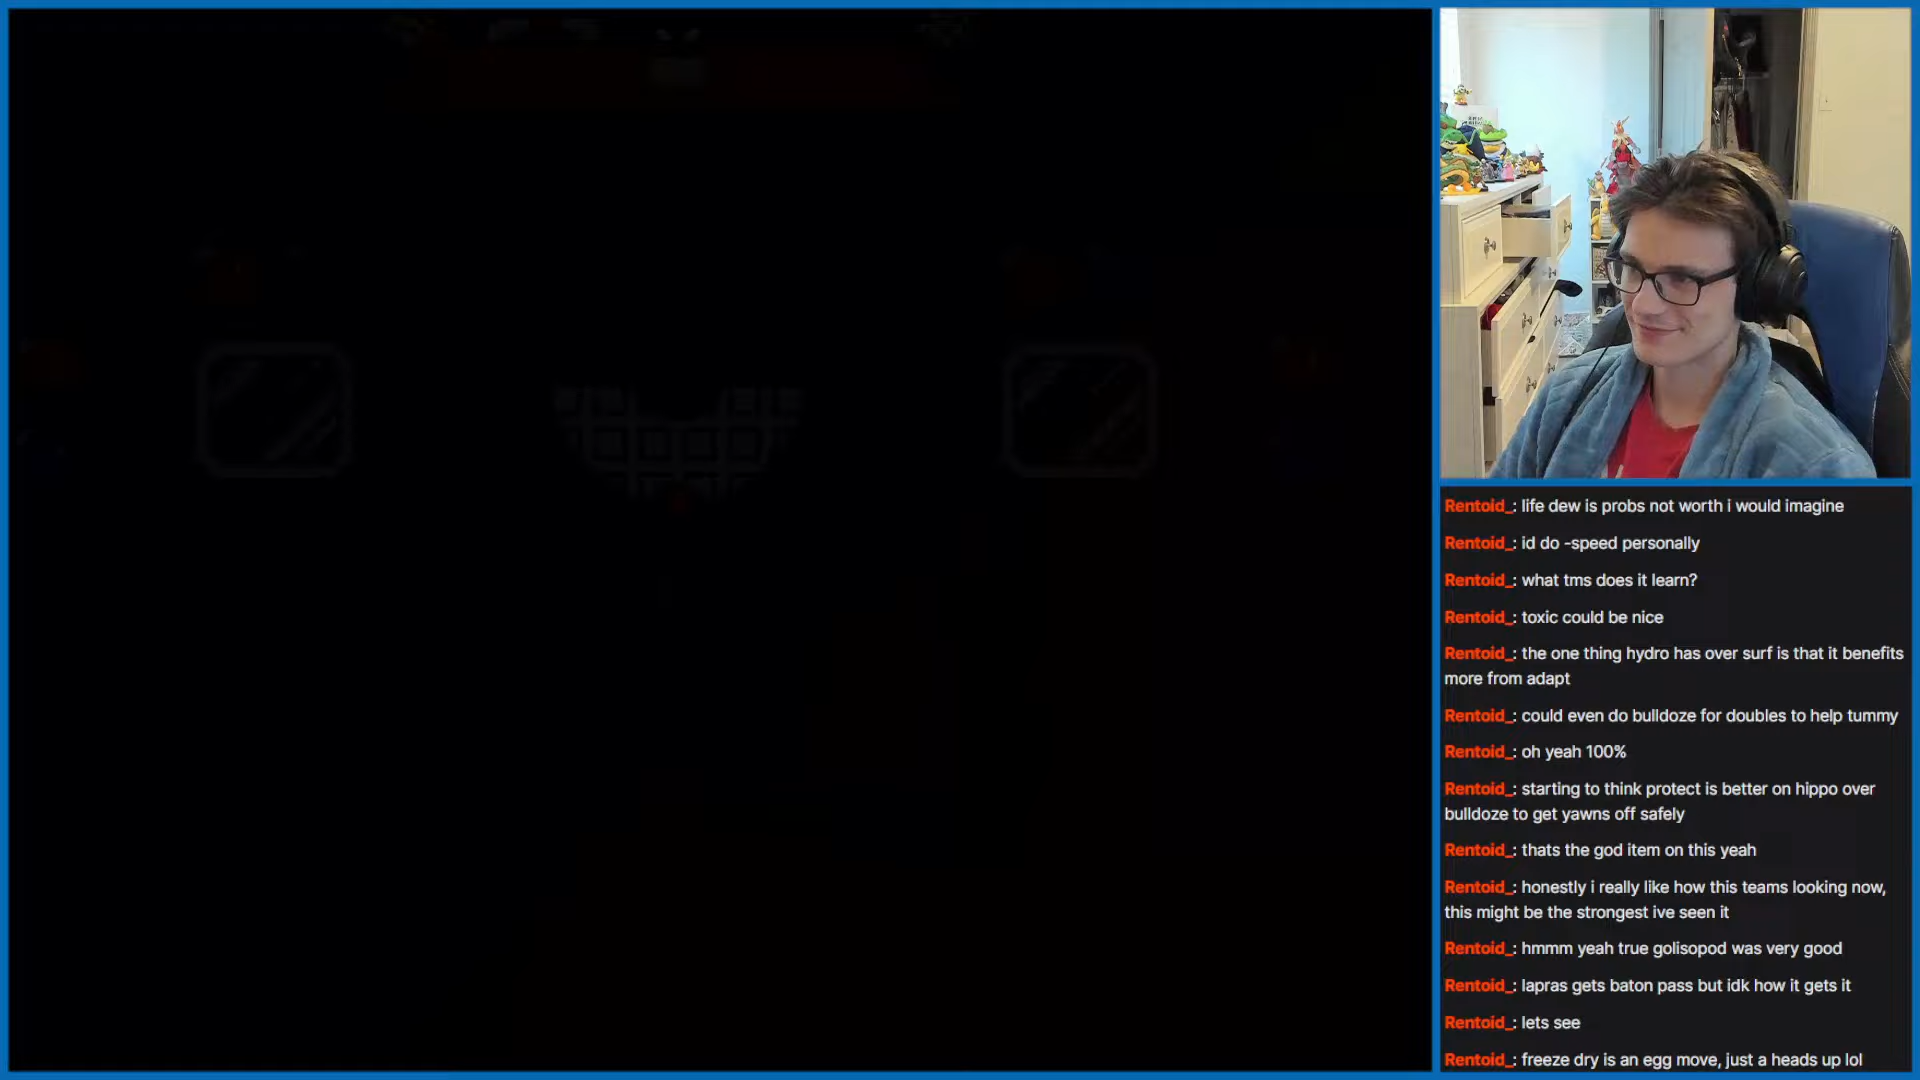 Rentoid_: life dew is probs not worth i would imagine
Rentoid_: id do -speed personally
Rentoid_: what tms does it learn?
Rentoid_: toxic could be nice
Rentoid_: the one thing hydro has over surf is that it benefits
more from adapt
Rentoid_: could even do bulldoze for doubles to help tummy
Rentoid_: oh yeah 100%
Rentoid_: starting to think protect is better on hippo over
bulldoze to get yawns off safely
Rentoid_: thats the god item on this yeah
Rentoid_: honestly i really like how this teams looking now,
this might be the strongest ive seen it
Rentoid_: hmmm yeah true golisopod was very good
Rentoid_: lapras gets baton pass but idk how it gets it
Rentoid_: lets see
Rentoid_: freeze dry is an egg move, just a heads up lol